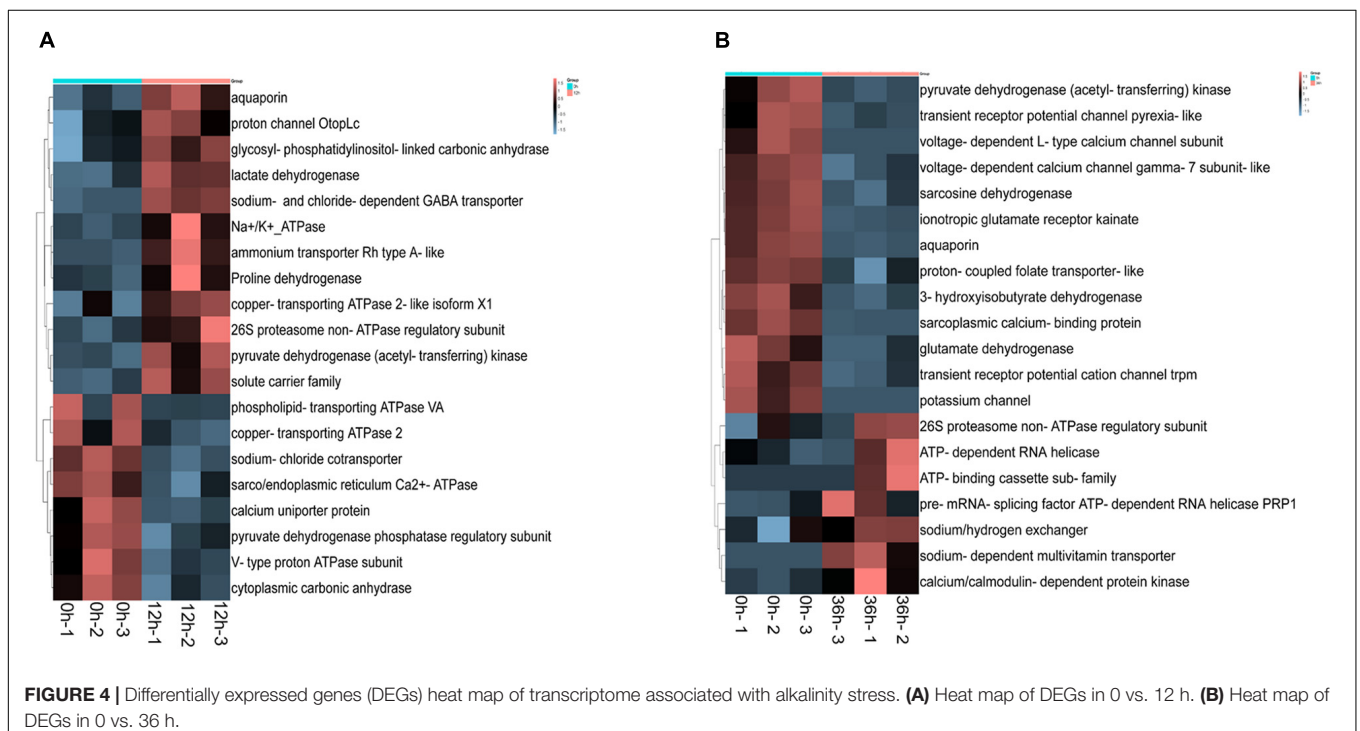 A
Group
aquaporin
proton channel OtopLc
glycosyl- phosphatidylinositol- linked carbonic anhydrase
lactate dehydrogenase
sodium- and chloride- dependent GABA transporter
Na+/K+_ATPase
ammonium transporter Rh type A- like
Proline dehydrogenase
copper- transporting ATPase 2- like isoform X1
26S proteasome non- ATPase regulatory subunit
pyruvate dehydrogenase (acetyl- transferring) kinase
solute carrier family
phospholipid- transporting ATPase VA
copper- transporting ATPase 2
sodium- chloride cotransporter
sarco/endoplasmic reticulum Ca2+- ATPase
calcium uniporter protein
pyruvate dehydrogenase phosphatase regulatory subunit
V- type proton ATPase subunit
cytoplasmic carbonic anhydrase
0h-1
0h-2
0h-3
12h-1
12h-2
12h-3
Group
0h
12h
B
Group
pyruvate dehydrogenase (acetyl- transferring) kinase
transient receptor potential channel pyrexia- like
voltage- dependent L- type calcium channel subunit
voltage- dependent calcium channel gamma- 7 subunit- like
sarcosine dehydrogenase
ionotropic glutamate receptor kainate
aquaporin
proton- coupled folate transporter- like
3- hydroxyisobutyrate dehydrogenase
sarcoplasmic calcium- binding protein
glutamate dehydrogenase
transient receptor potential cation channel trpm
potassium channel
26S proteasome non- ATPase regulatory subunit
ATP- dependent RNA helicase
ATP- binding cassette sub- family
pre- mRNA- splicing factor ATP- dependent RNA helicase PRP1
sodium/hydrogen exchanger
sodium- dependent multivitamin transporter
calcium/calmodulin- dependent protein kinase
0h- 1
0h- 2
0h- 3
36h- 3
36h- 1
36h- 2
Group
FIGURE 4 | Differentially expressed genes (DEGs) heat map of transcriptome associated with alkalinity stress. (A) Heat map of DEGs in 0 vs. 12 h. (B) Heat map of
DEGs in 0 vs. 36 h.